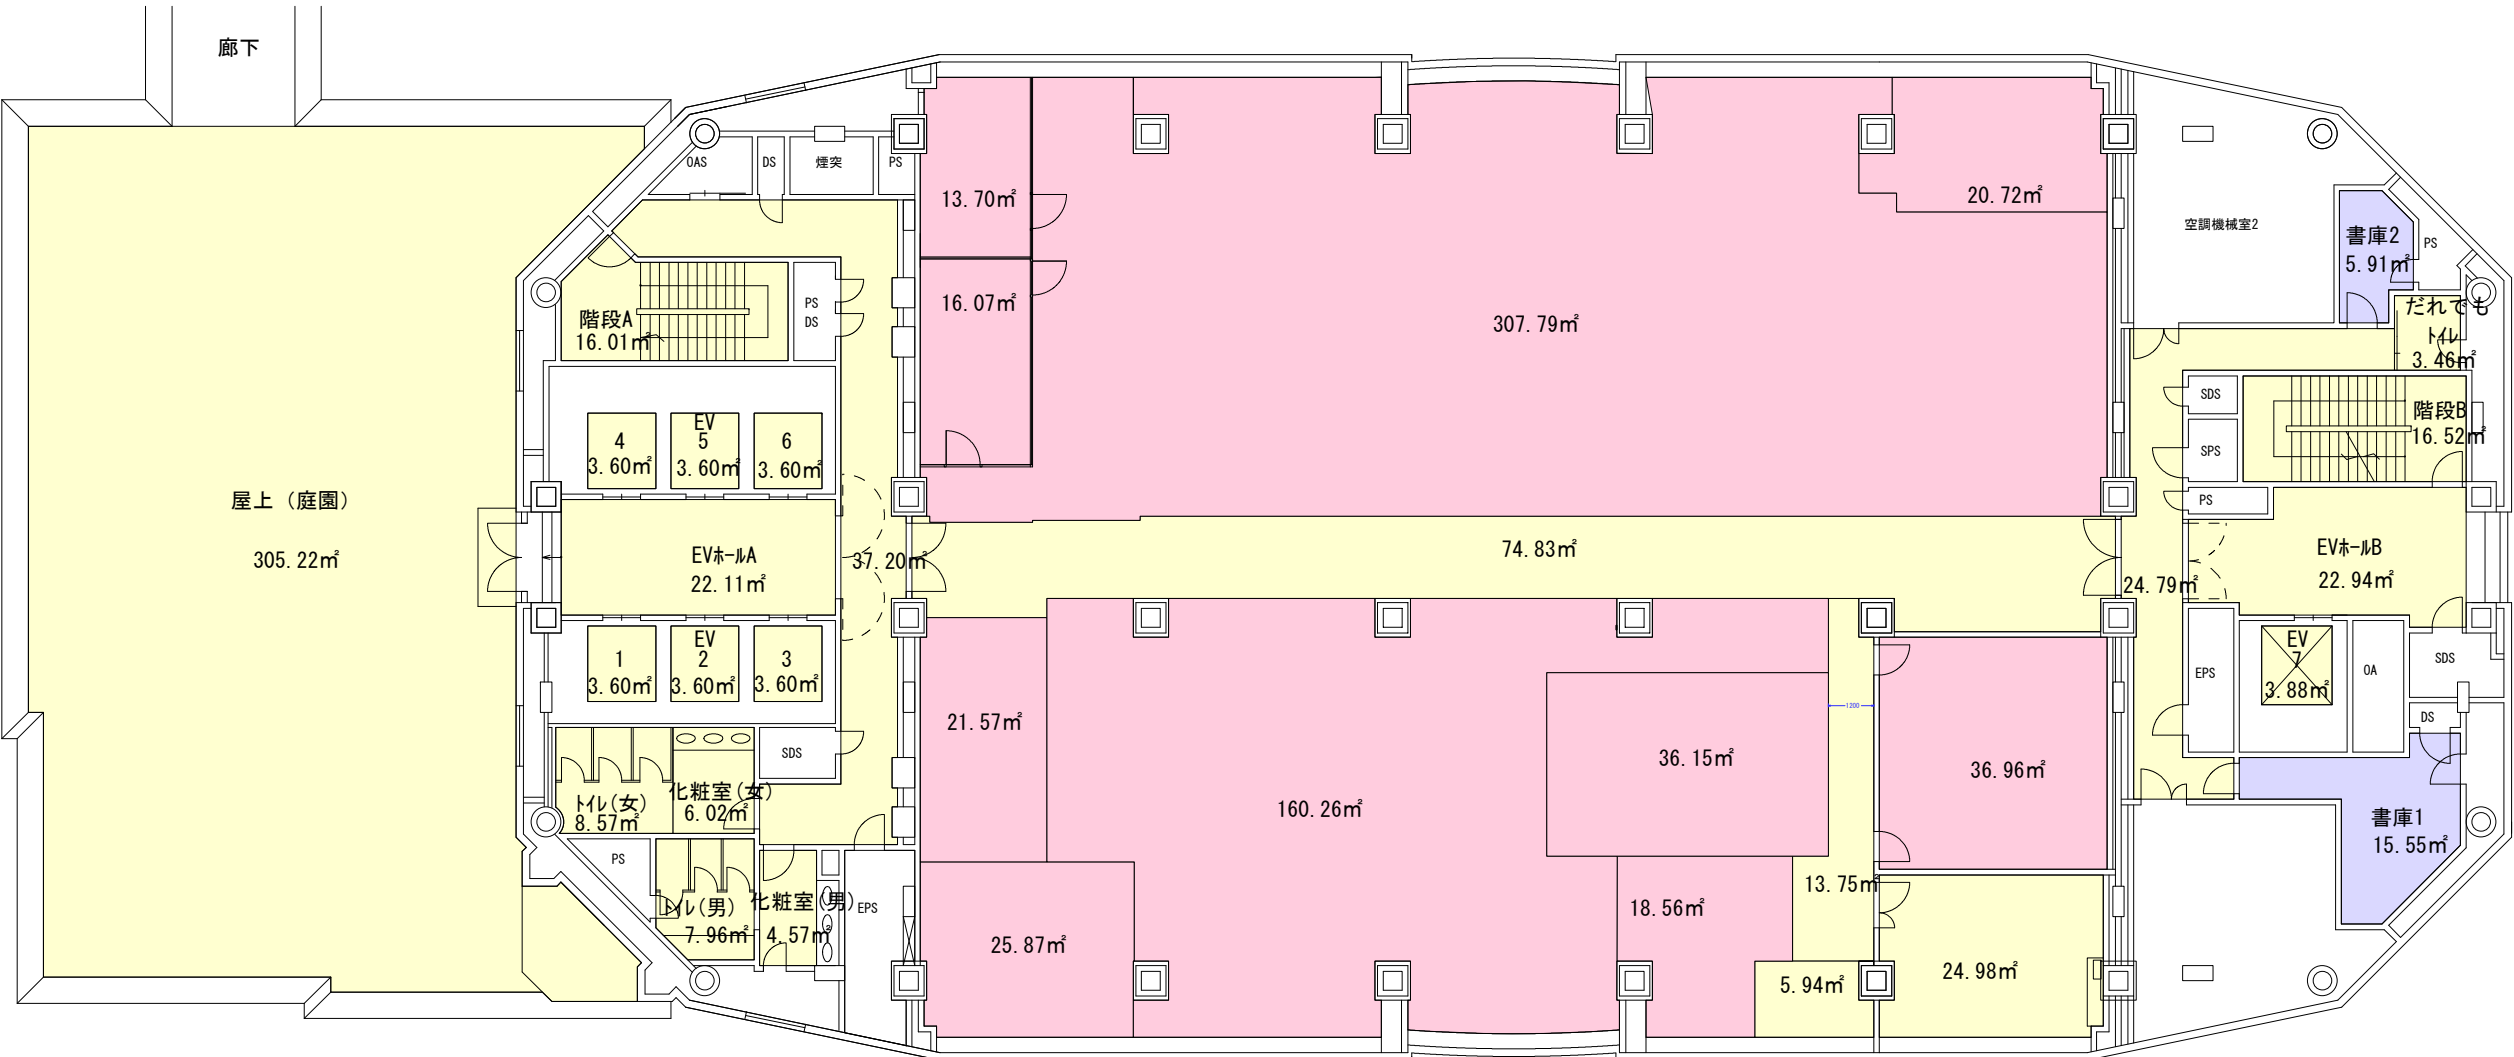 廊下
OAS
DS
煙突
PS
13.70㎡
20.72㎡
空調機械室2
書庫2
5.91㎡
PS
16.07㎡
307.79㎡
PS
DS
階段A
16.01㎡
だれでも
トイレ
3.46㎡
SDS
階段B
16.52㎡
SPS
PS
4
3.60㎡
EV
5
3.60㎡
6
3.60㎡
屋上（庭園）
305.22㎡
EVホールA
22.11㎡
37.20㎡
74.83㎡
24.79㎡
EVホールB
22.94㎡
1
3.60㎡
EV
2
3.60㎡
3
3.60㎡
EPS
EV
7
3.88㎡
OA
SDS
DS
21.57㎡
1200
36.15㎡
36.96㎡
160.26㎡
SDS
トイレ(女)
8.57㎡
化粧室(女)
6.02㎡
書庫1
15.55㎡
PS
トイレ(男)
7.96㎡
化粧室(男)
4.57㎡
EPS
25.87㎡
18.56㎡
13.75㎡
5.94㎡
24.98㎡